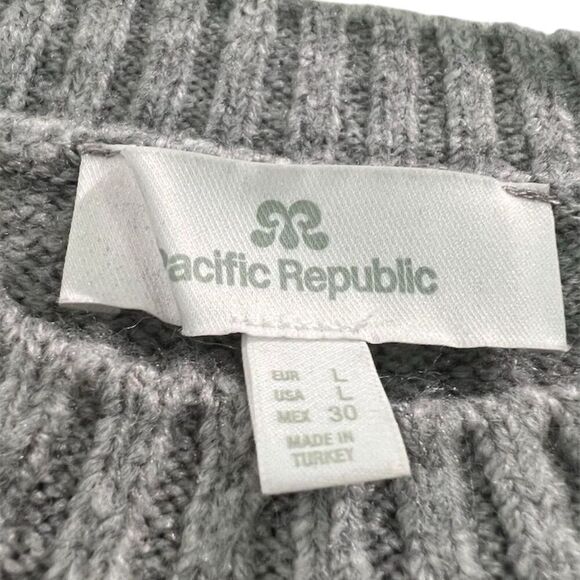 Pacific Republic
EUR L
USA L
MEX 30
MADE IN
TURKEY